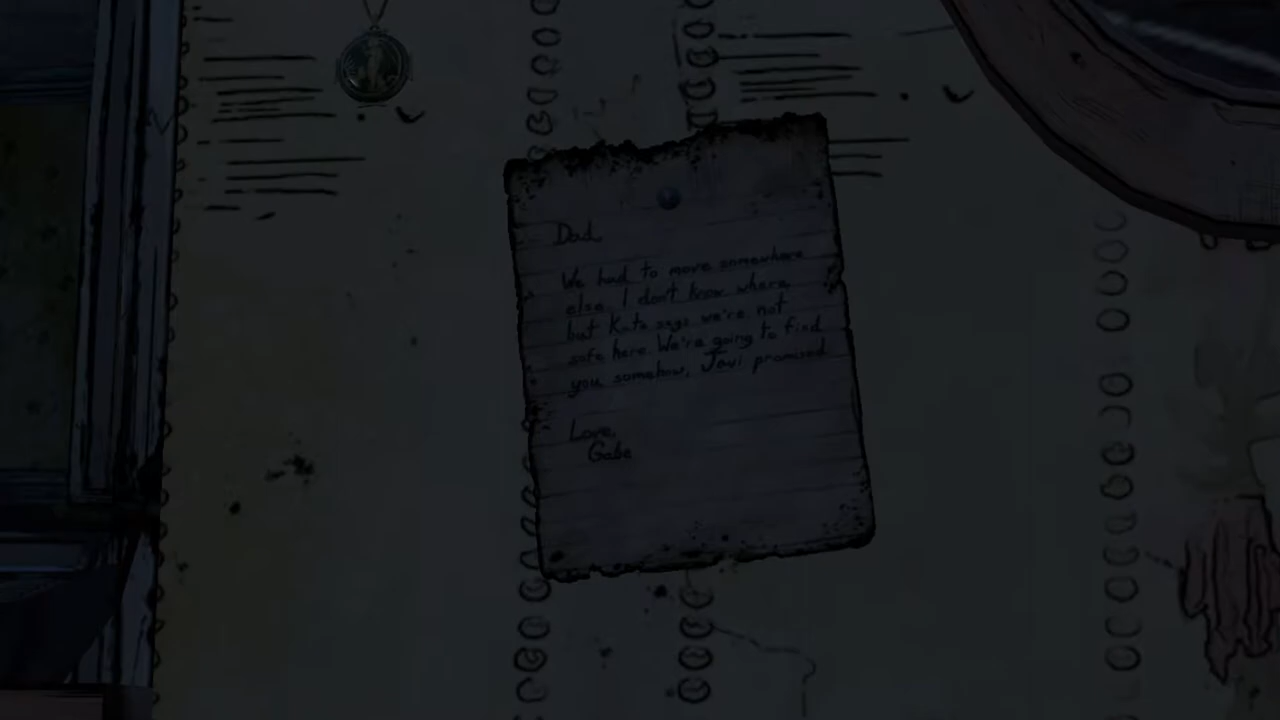 Dad,
We had to move somewhere
else. I don't know where
but Kate says we're not
safe here. We're going to find
you somehow, Javi promised.
Love,
Gabe